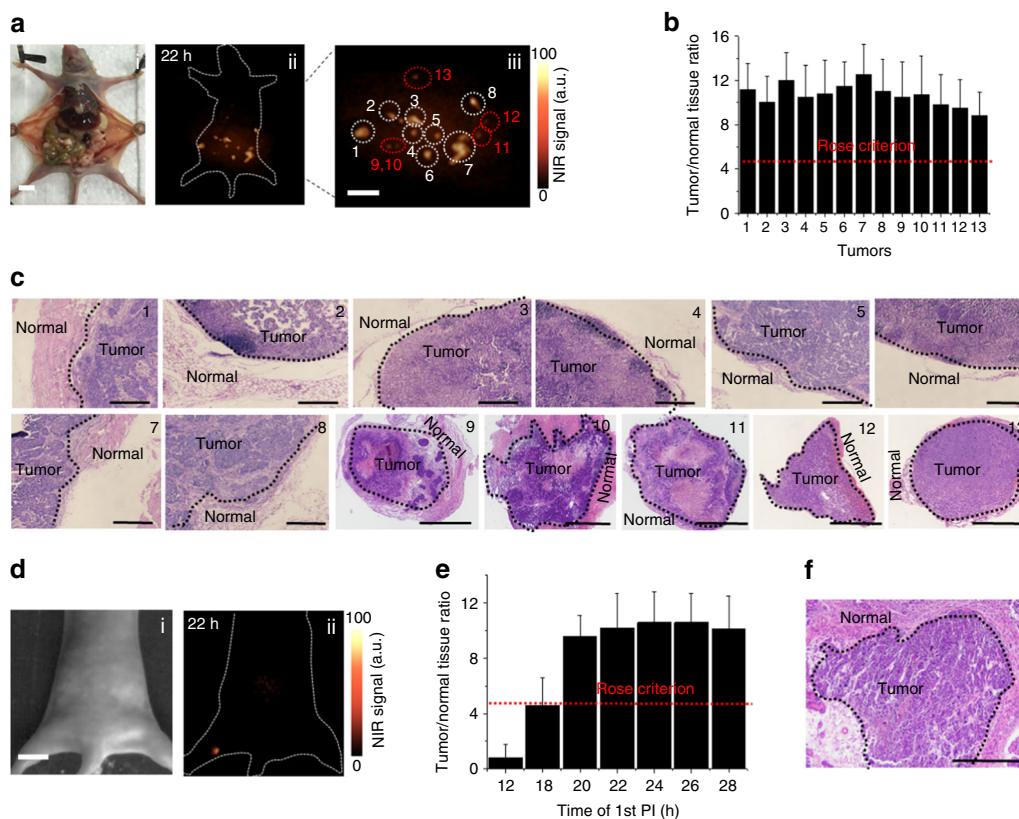 a
i
22 h
ii
iii
13
2
3
8
5
12
1
4
11
9,10
6
7
100
NIR signal (a.u.)
0
b
Tumor/normal tissue ratio
16
12
8
4
0
Rose criterion
1 2 3 4 5 6 7 8 9 10 11 12 13
Tumors
c
Normal
Tumor
1
Tumor
Normal
2
Normal
Tumor
3
Tumor
Normal
4
Tumor
Normal
5
Tumor
Normal
Tumor
Normal
7
Tumor
Normal
8
Tumor
Normal
9
Tumor
Normal
10
Tumor
Normal
11
Tumor
Normal
12
Tumor
Normal
13
d
i
22 h
ii
100
NIR signal (a.u.)
0
e
Tumor/normal tissue ratio
12
8
4
0
Rose criterion
12 18 20 22 24 26 28
Time of 1st PI (h)
f
Normal
Tumor